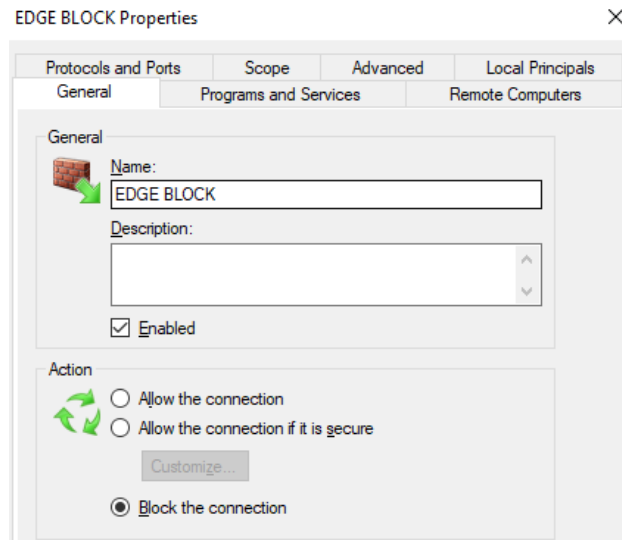 EDGE BLOCK Properties
Protocols and Ports Scope Advanced Local Principals
General Programs and Services Remote Computers
General
Name:
EDGE BLOCK
Description:
Enabled
Action
Allow the connection
Allow the connection if it is secure
Customize...
Block the connection